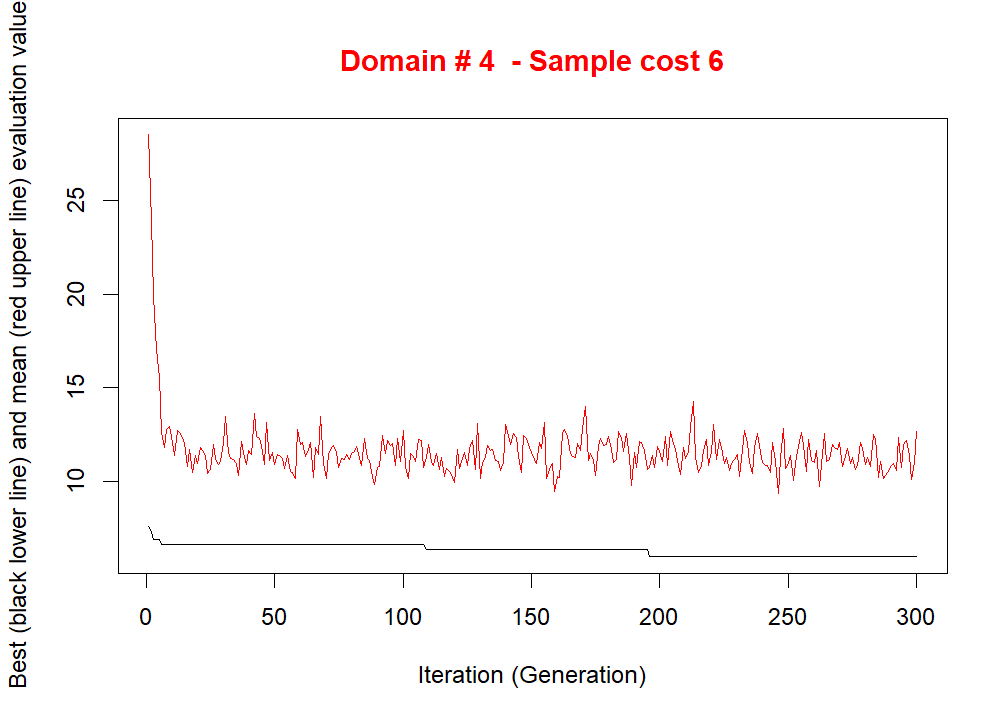 Domain # 4  - Sample cost 6
Best (black lower line) and mean (red upper line) evaluation value
25
20
15
10
0 50 100 150 200 250 300
Iteration (Generation)